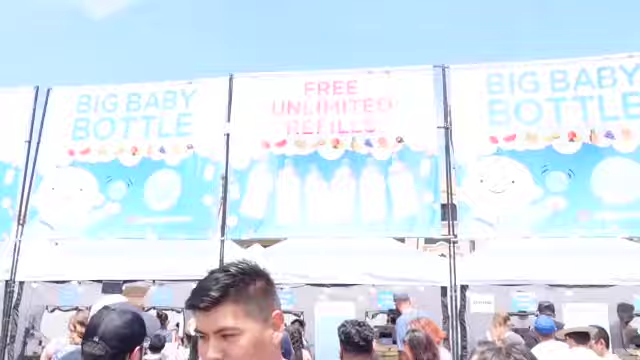 BIG BABY
BOTTLE
FREE
UNLIMITED
REFILLS
BIG BABY
BOTTLE